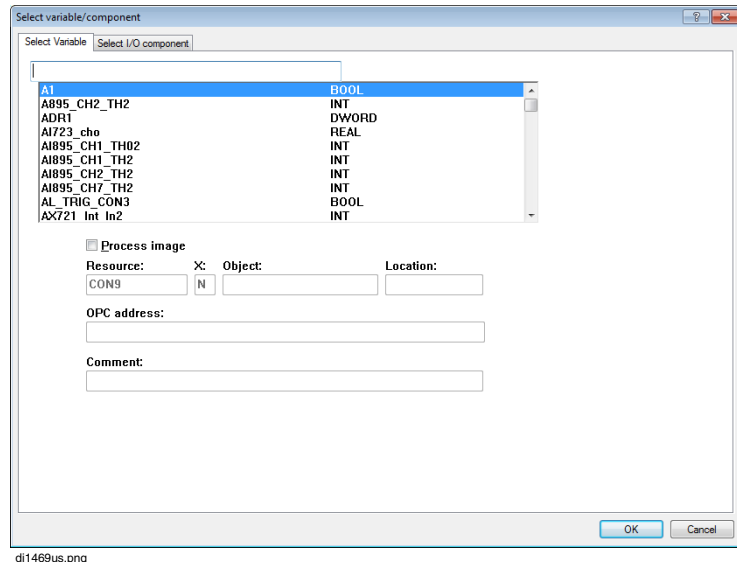 Select variable/component
Select Variable Select I/O component
A1 BOOL
A895_CH2_TH2 INT
ADR1 DWORD
AI723_cho REAL
AI895_CH1_TH02 INT
AI895_CH1_TH2 INT
AI895_CH2_TH2 INT
AI895_CH7_TH2 INT
AL_TRIG_CON3 BOOL
AX721_Int_In2 INT
Process image
Resource: X: Object: Location:
CON9 N
OPC address:
Comment:
OK Cancel
di1469us.png